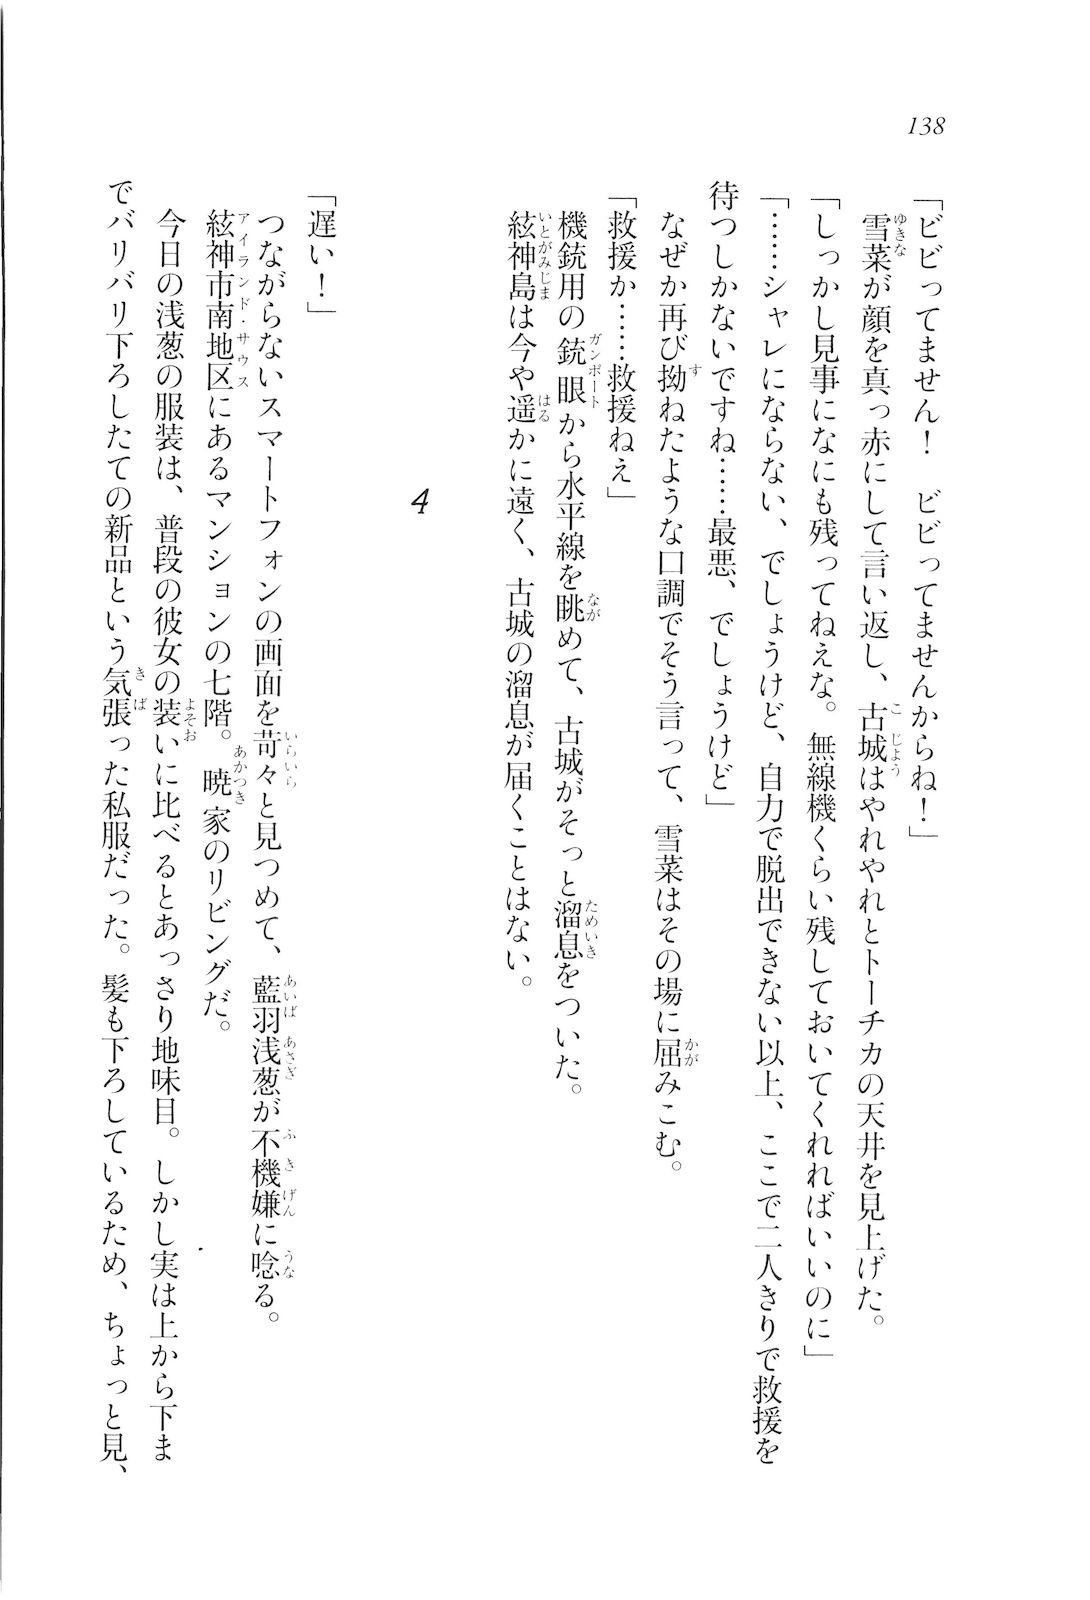 138
「ビビってません！　ビビってませんからね！」
雪菜が顔を真っ赤にして言い返し、古城はやれやれとトーチカの天井を見上げた。
「しっかし見事になにも残ってねえな。無線機くらい残しておいてくれればいいのに」
「……シャレにならない、でしょうけど、自力で脱出できない以上、ここで二人きりで救援を
待つしかないですね……最悪、でしょうけど」
なぜか再び拗ねたような口調でそう言って、雪菜はその場に屈みこむ。
「救援か……救援ねぇ」
機銃用の銃眼から水平線を眺めて、古城がそっと溜息をついた。
絃神島は今や遥かに遠く、古城の溜息が届くことはない。
4
「遅い！」
つながらないスマートフォンの画面を苛々と見つめて、藍羽浅葱が不機嫌に唸る。
絃神市南地区にあるマンションの七階。暁家のリビングだ。
今日の浅葱の服装は、普段の彼女の装いに比べるとあっさり地味目。しかし実は上から下ま
でバリバリ下ろしたての新品という気張った私服だった。髪も下ろしているため、ちょっと見、